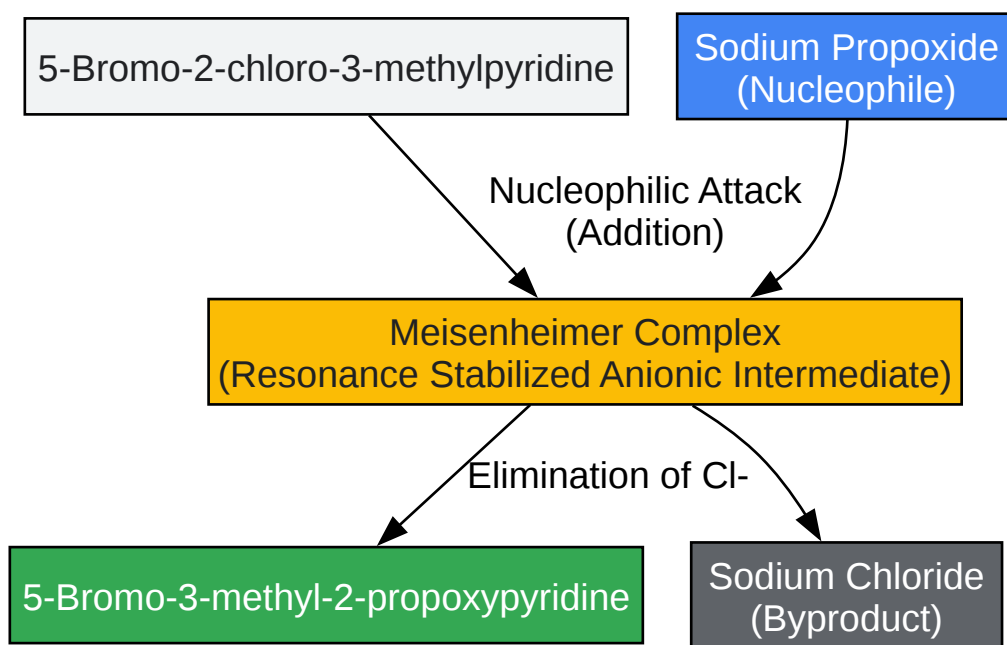 5-Bromo-2-chloro-3-methylpyridine
Sodium Propoxide
(Nucleophile)
Nucleophilic Attack
(Addition)
Meisenheimer Complex
(Resonance Stabilized Anionic Intermediate)
Elimination of Cl-
5-Bromo-3-methyl-2-propoxypyridine
Sodium Chloride
(Byproduct)